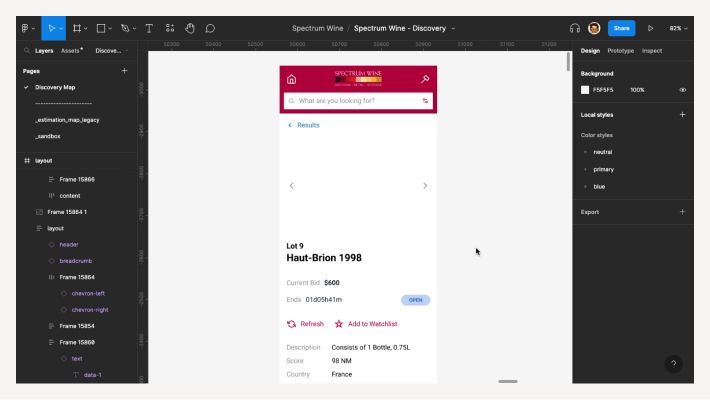 Spectrum Wine / Spectrum Wine - Discovery
Share
82%
Layers
Assets
Discove...
Pages
Discovery Map
-----------------------
_estimation_map_legacy
_sandbox
layout
Frame 15866
content
Frame 15864 1
layout
header
breadcrumb
Frame 15864
chevron-left
chevron-right
Frame 15854
Frame 15860
text
data-1
SPECTRUM WINE
What are you looking for?
Results
Lot 9
Haut-Brion 1998
Current Bid $600
Ends 01d05h41m
OPEN
Refresh
Add to Watchlist
Description Consists of 1 Bottle, 0.75L
Score 98 NM
Country France
Design Prototype Inspect
Background
F5F5F5 100%
Local styles
Color styles
neutral
primary
blue
Export
?